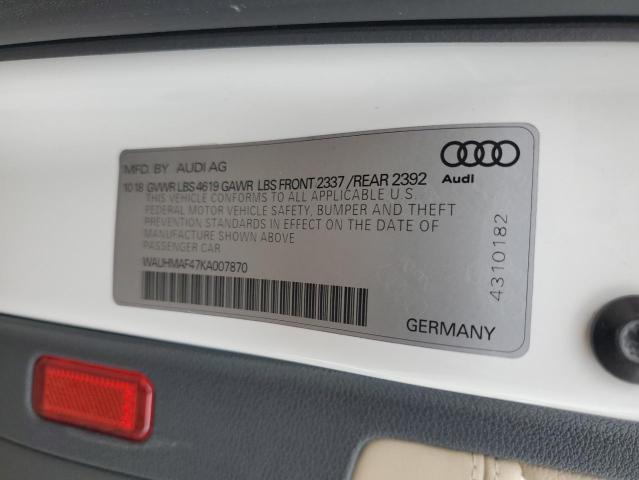 MFD. BY AUDI AG
10 18 GVWR LBS 4619 GAWR LBS FRONT 2337 /REAR 2392
THIS VEHICLE CONFORMS TO ALL APPLICABLE U.S.
FEDERAL MOTOR VEHICLE SAFETY, BUMPER AND THEFT
PREVENTION STANDARDS IN EFFECT ON THE DATE OF
MANUFACTURE SHOWN ABOVE
PASSENGER CAR
WAUHMAF47KA007870
Audi
4310182
GERMANY